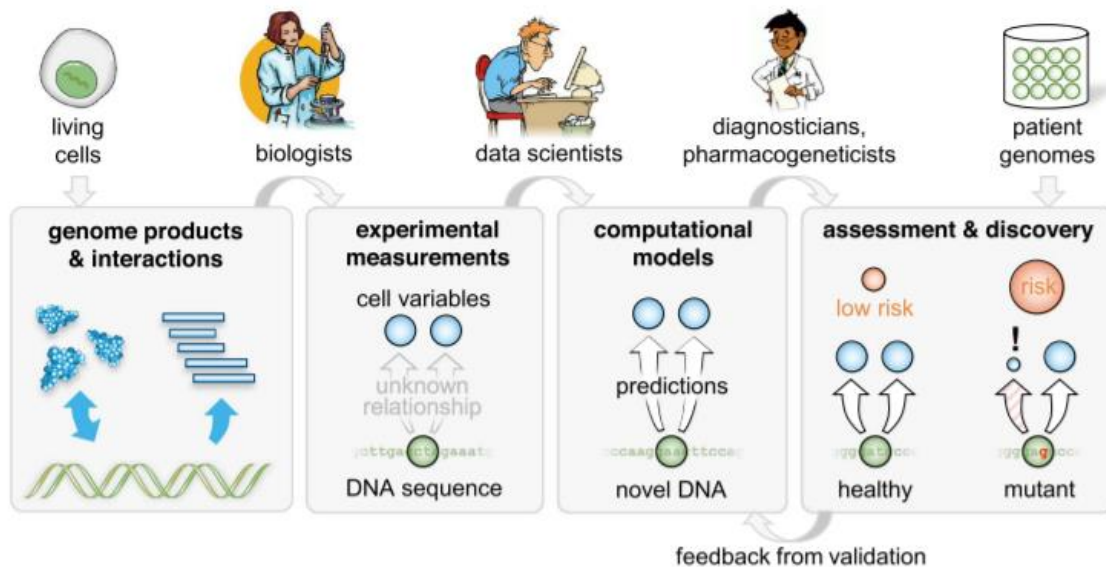 living
cells
biologists
data scientists
diagnosticians,
pharmacogeneticists
patient
genomes
genome products
& interactions
experimental
measurements
cell variables
unknown
relationship
DNA sequence
computational
models
predictions
novel DNA
assessment & discovery
low risk
risk
!
healthy
mutant
feedback from validation